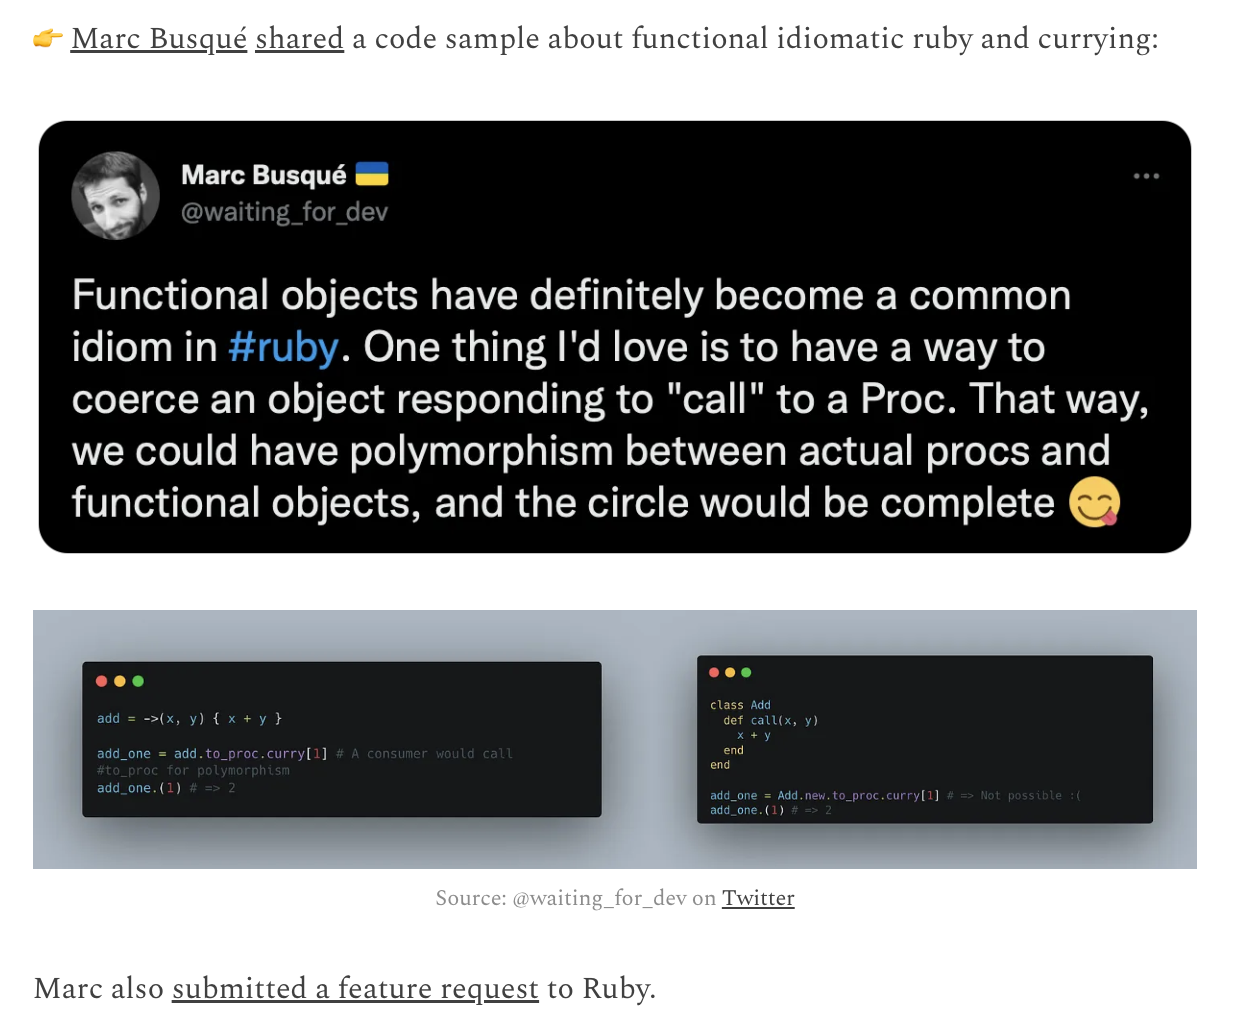 👉 Marc Busqué shared a code sample about functional idiomatic ruby and currying:
Marc Busqué 🇺🇦
@waiting_for_dev
Functional objects have definitely become a common
idiom in #ruby. One thing I'd love is to have a way to
coerce an object responding to "call" to a Proc. That way,
we could have polymorphism between actual procs and
functional objects, and the circle would be complete 😋
add = ->(x, y) { x + y }
add_one = add.to_proc.curry[1] # A consumer would call
#to_proc for polymorphism
add_one.(1) # => 2
class Add
def call(x, y)
x + y
end
end
add_one = Add.new.to_proc.curry[1] # => Not possible :(
add_one.(1) # => 2
Source: @waiting_for_dev on Twitter
Marc also submitted a feature request to Ruby.